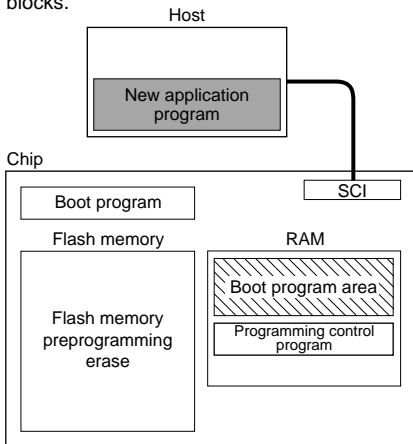 blocks.
Host
New application
program
Chip
SCI
Boot program
Flash memory
RAM
Boot program area
Flash memory
preprogramming
erase
Programming control
program